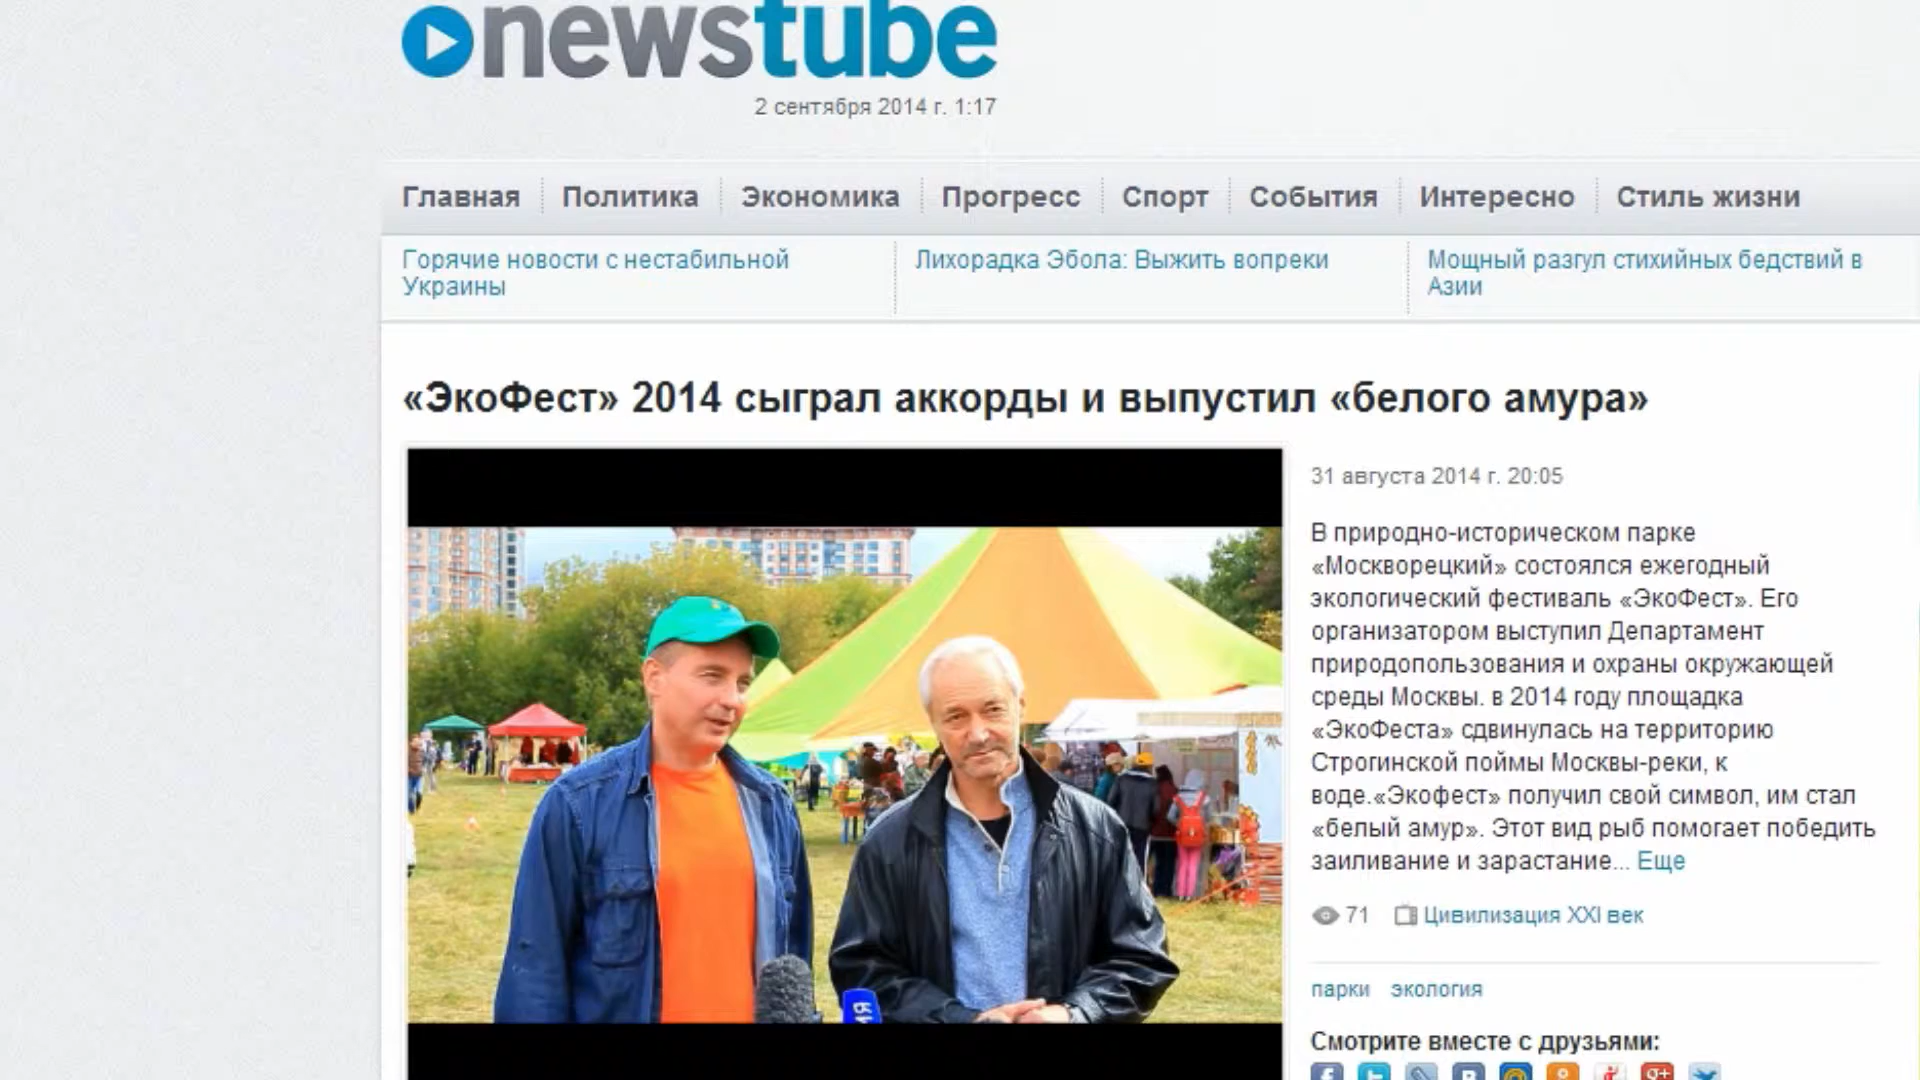 newstube
2 сентября 2014 г. 1:17
Главная Политика Экономика Прогресс Спорт События Интересно Стиль жизни
Горячие новости с нестабильной
Украины
Лихорадка Эбола: Выжить вопреки
Мощный разгул стихийных бедствий в
Азии
«ЭкоФест» 2014 сыграл аккорды и выпустил «белого амура»
31 августа 2014 г. 20:05
В природно-историческом парке
«Москворецкий» состоялся ежегодный
экологический фестиваль «ЭкоФест». Его
организатором выступил Департамент
природопользования и охраны окружающей
среды Москвы. в 2014 году площадка
«ЭкоФеста» сдвинулась на территорию
Строгинской поймы Москвы-реки, к
воде.«Экофест» получил свой символ, им стал
«белый амур». Этот вид рыб помогает победить
заиливание и зарастание... Еще
71 Цивилизация XXI век
парки экология
Смотрите вместе с друзьями: